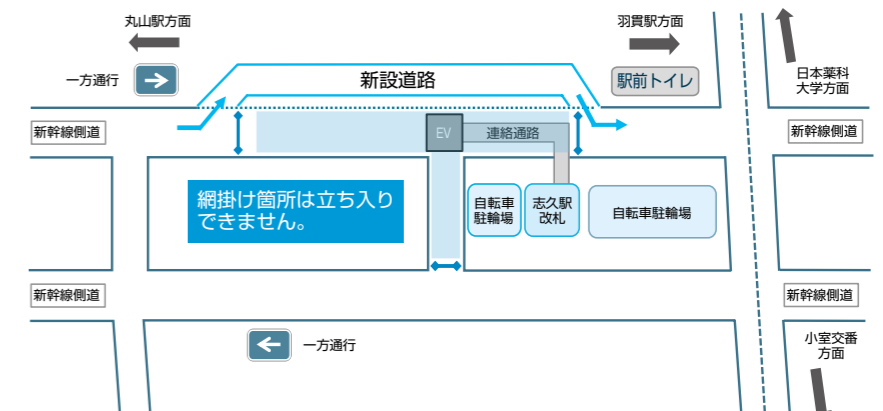 丸山駅方面
羽貫駅方面
一方通行
新設道路
駅前トイレ
日本薬科
大学方面
新幹線側道
EV
連絡通路
新幹線側道
網掛け箇所は立ち入り
できません。
自転車
駐輪場
志久駅
改札
自転車駐輪場
新幹線側道
新幹線側道
一方通行
小室交番
方面